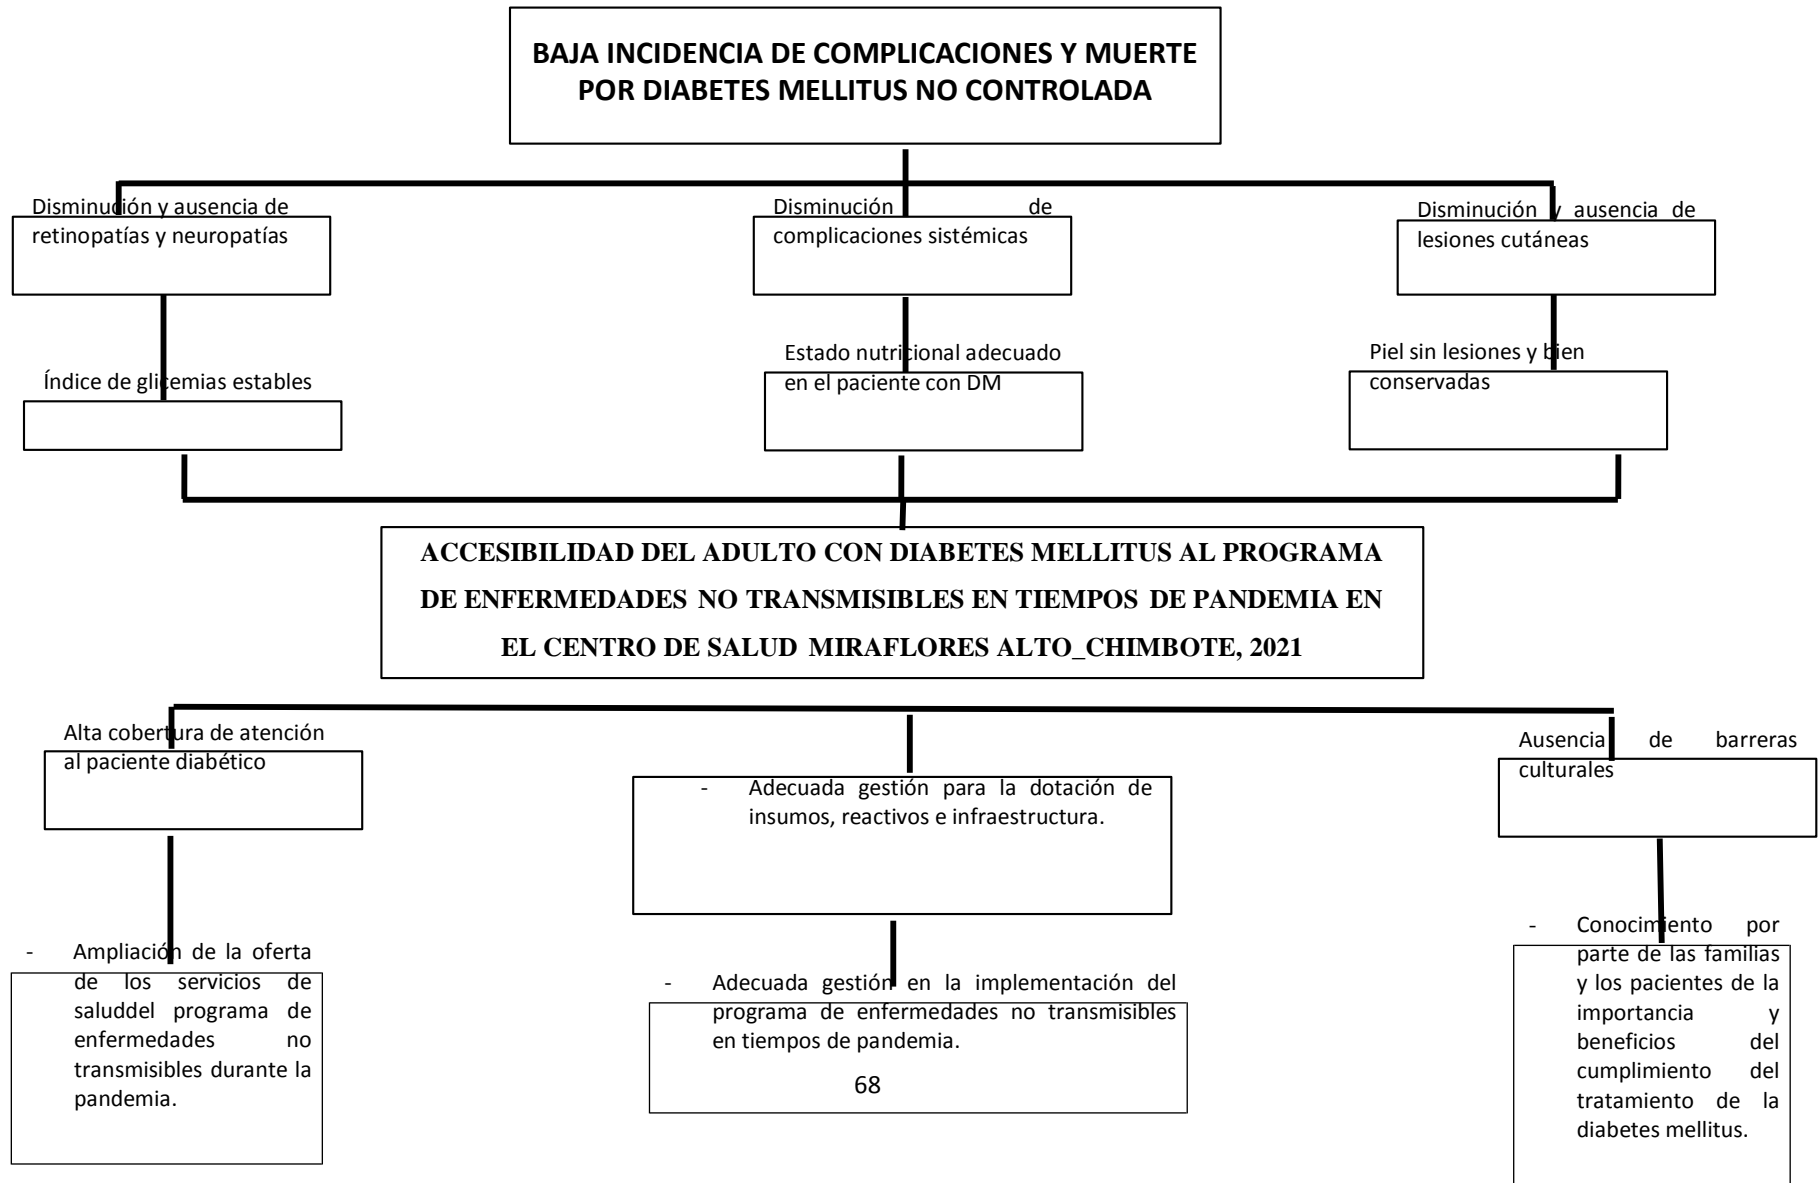 BAJA INCIDENCIA DE COMPLICACIONES Y MUERTE
POR DIABETES MELLITUS NO CONTROLADA
Disminución y ausencia de
retinopatías y neuropatías
Disminución de
complicaciones sistémicas
Disminución y ausencia de
lesiones cutáneas
Índice de glicemias estables
Estado nutricional adecuado
en el paciente con DM
Piel sin lesiones y bien
conservadas
ACCESIBILIDAD DEL ADULTO CON DIABETES MELLITUS AL PROGRAMA
DE ENFERMEDADES NO TRANSMISIBLES EN TIEMPOS DE PANDEMIA EN
EL CENTRO DE SALUD MIRAFLORES ALTO_CHIMBOTE, 2021
Alta cobertura de atención
al paciente diabético
- Adecuada gestión para la dotación de
insumos, reactivos e infraestructura.
Ausencia de barreras
culturales
- Ampliación de la oferta
de los servicios de
saluddel programa de
enfermedades no
transmisibles durante la
pandemia.
- Adecuada gestión en la implementación del
programa de enfermedades no transmisibles
en tiempos de pandemia.
- Conocimiento por
parte de las familias
y los pacientes de la
importancia y
beneficios del
cumplimiento del
tratamiento de la
diabetes mellitus.
68